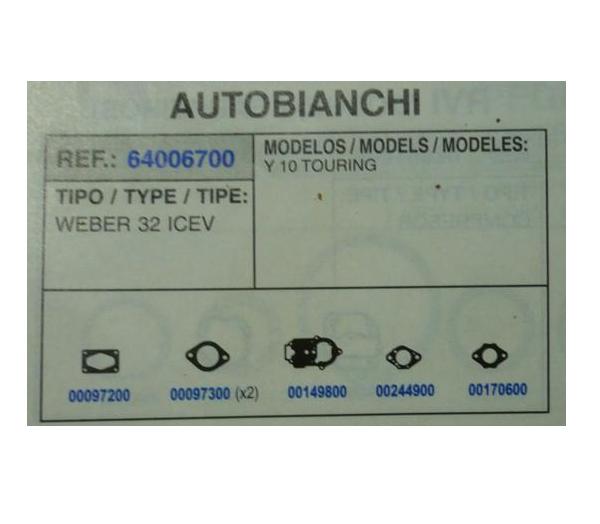 AUTOBIANCHI
REF.: 64006700
MODELOS / MODELS / MODELES:
Y 10 TOURING
TIPO / TYPE / TIPE:
WEBER 32 ICEV
00097200
00097300 (x2)
00149800
00244900
00170600